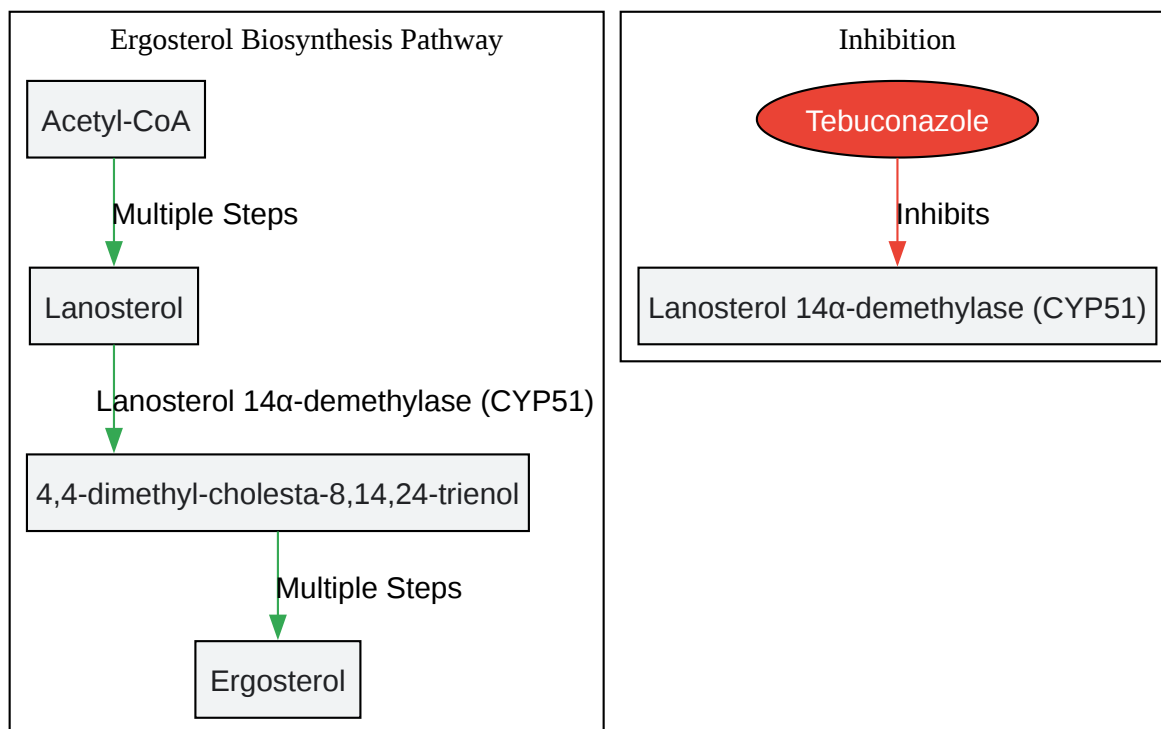 Ergosterol Biosynthesis Pathway
Acetyl-CoA
Multiple Steps
Lanosterol
Lanosterol 14α-demethylase (CYP51)
4,4-dimethyl-cholesta-8,14,24-trienol
Multiple Steps
Ergosterol
Inhibition
Tebuconazole
Inhibits
Lanosterol 14α-demethylase (CYP51)